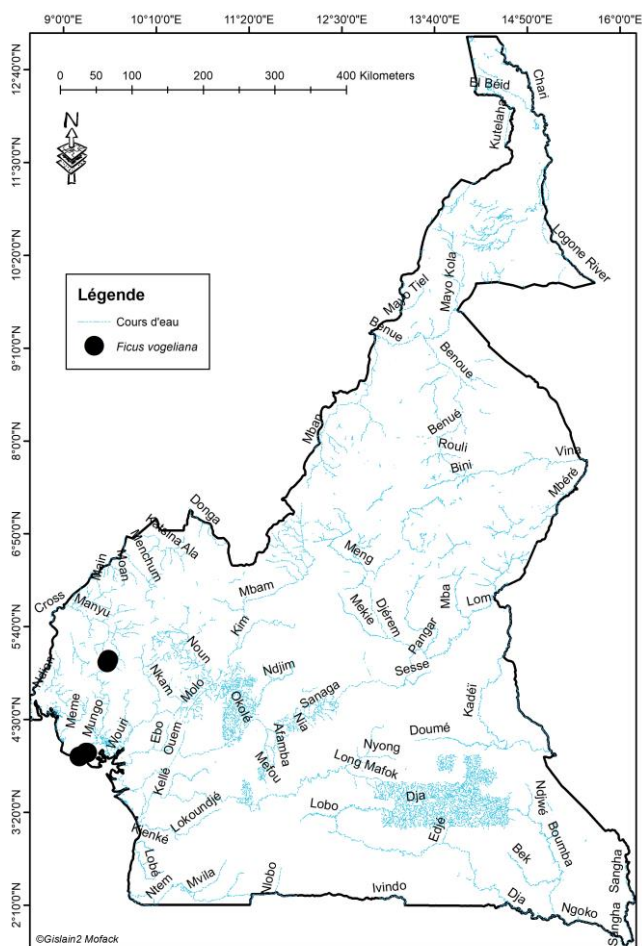 9°0'0"E 10°10'0"E 11°20'0"E 12°30'0"E 13°40'0"E 14°50'0"E 16°0'0"E
0 50 100 200 300 400 Kilometers
N
12°40'0"N
11°30'0"N
10°20'0"N
9°10'0"N
8°0'0"N
6°50'0"N
5°40'0"N
4°30'0"N
3°20'0"N
2°10'0"N
Légende
Cours d'eau
Ficus vogeliana
El Béid
Chari
Kutelaha
Logone River
Mayo Kola
Mayo Tiel
Benue
Benoue
Benué
Mban
Rouli
Bini
Vina
Mbéré
Donga
Katsina Ala
Menchum
Moan
Main
Meng
Cross
Manyu
Mbam
Kim
Mekie
Djérem
Mba
Lom
Pangar
Ndian
Noun
Nkam
Molo
Ndjim
Sesse
Okolé
Sanaga
Nia
Kadéï
Meme
Mungo
Wouri
Ebo
Ouem
Afamba
Mefou
Doumé
Nyong
Long Mafok
Kellé
Lokoundjé
Lobo
Dja
Edjé
Ndjwé
Boumba
Kienké
Lobé
Ntem
Mvila
Nlobo
Ivindo
Bek
Dja
Ngoko
Sangha
Sangha
Sangha
©Gislain2 Mofack